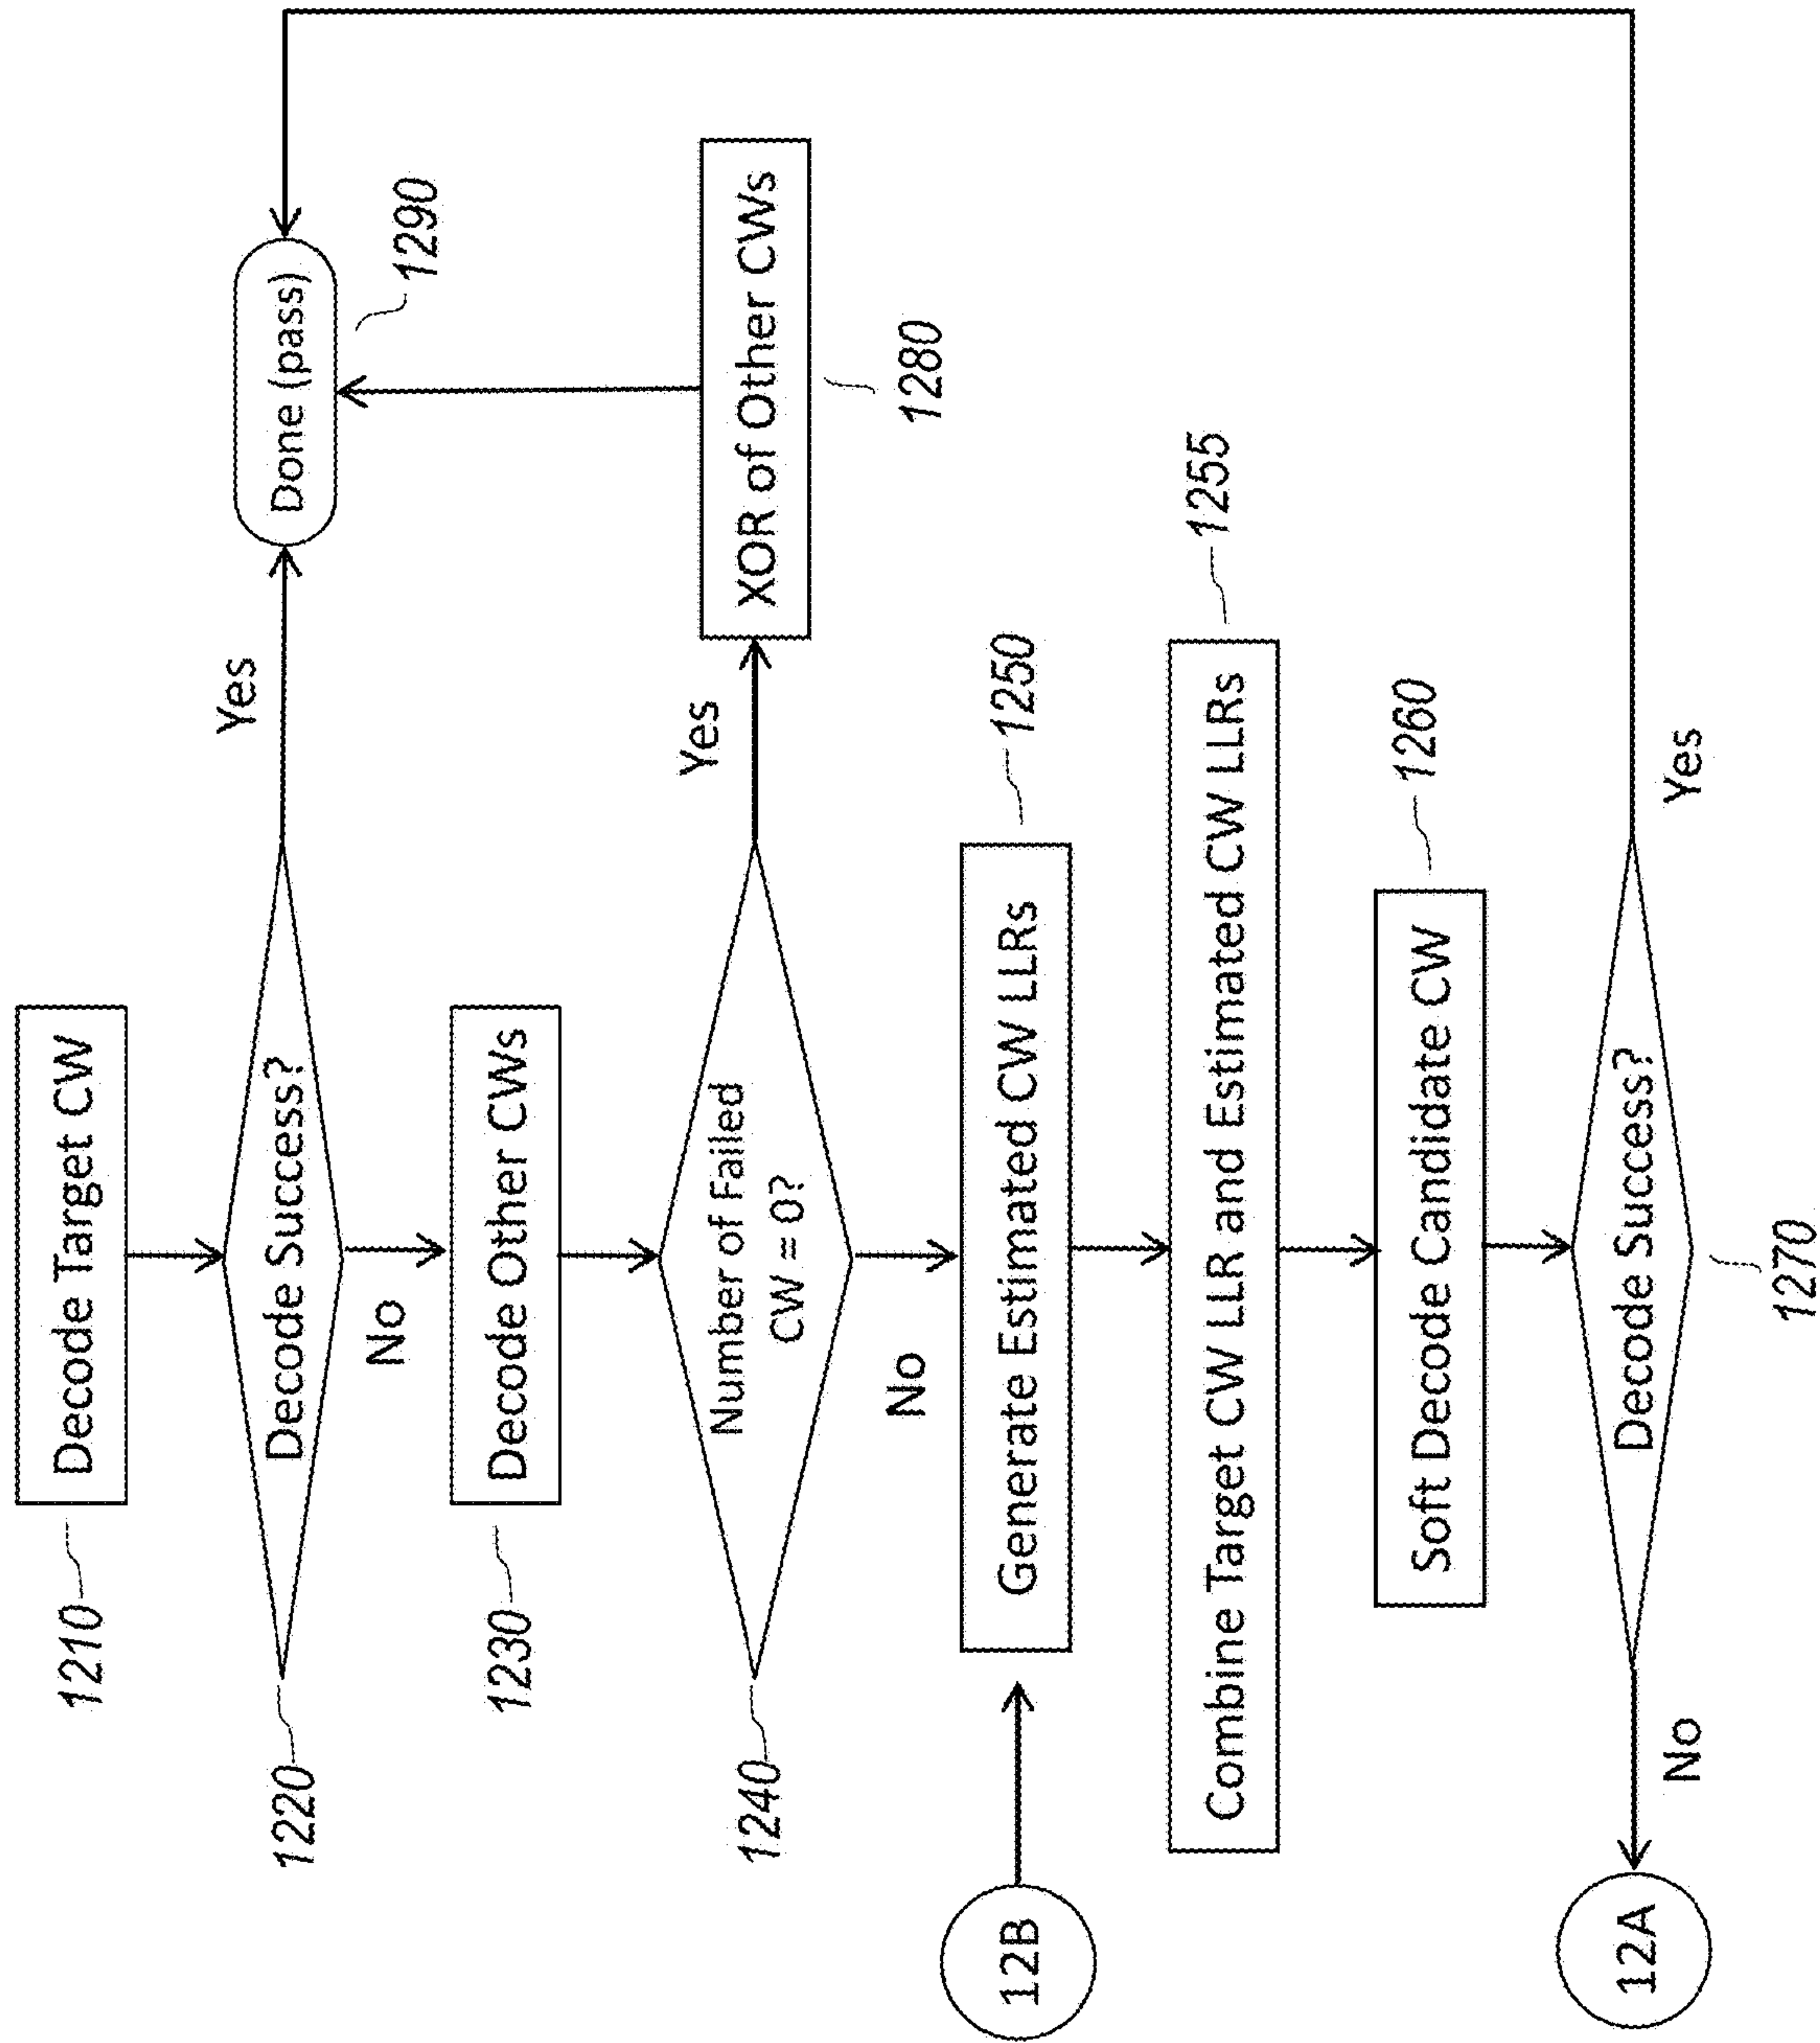 1210
Decode Target CW
1220
Decode Success?
Yes
Done (pass)
1290
No
1230
Decode Other CWs
1240
Number of Failed
CW = 0?
Yes
XOR of Other CWs
1280
No
12B
Generate Estimated CW LLRs
1250
Combine Target CW LLR and Estimated CW LLRs
1255
Soft Decode Candidate CW
1260
Decode Success?
1270
Yes
No
12A